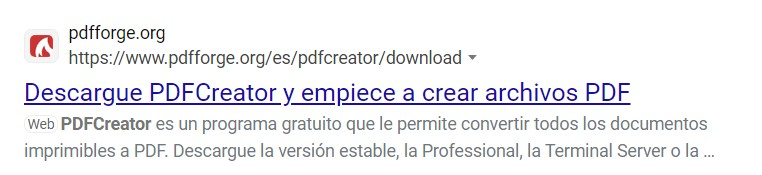 pdfforge.org
https://www.pdfforge.org/es/pdfcreator/download
Descargue PDFCreator y empiece a crear archivos PDF
Web PDFCreator es un programa gratuito que le permite convertir todos los documentos
imprimibles a PDF. Descargue la versión estable, la Professional, la Terminal Server o la ...